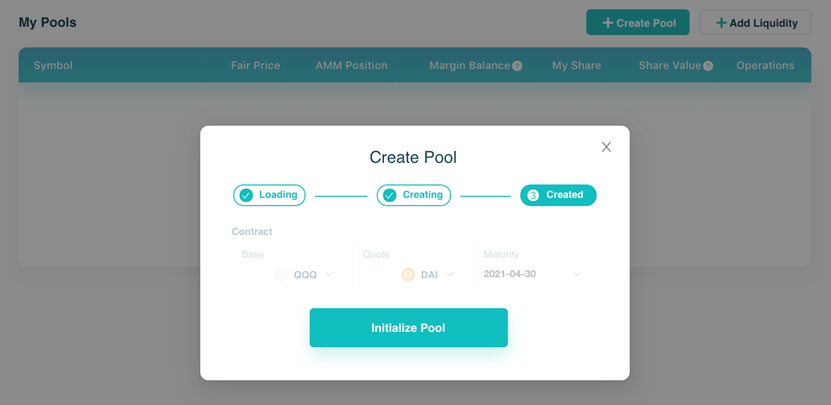 My Pools
Create Pool
Add Liquidity
Symbol Fair Price AMM Position Margin Balance ? My Share Share Value ? Operations
Create Pool
Loading Creating 3 Created
Contract
Base Quote Maturity
QQQ DAI 2021-04-30
Initialize Pool